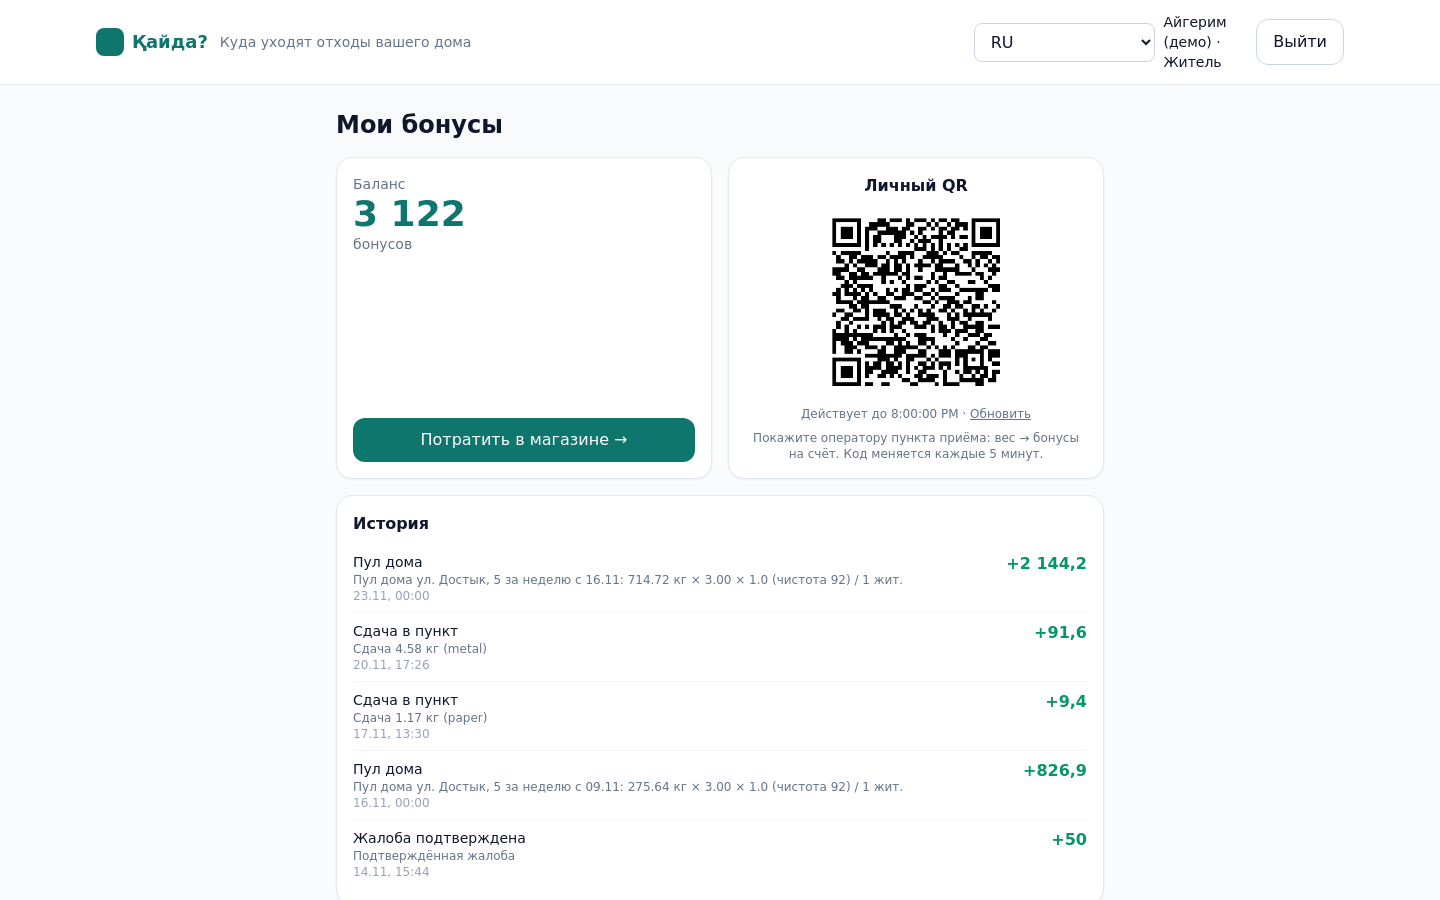 Қайда?
Куда уходят отходы вашего дома
RU
Айгерим
(демо) ·
Житель
Выйти
Мои бонусы
Баланс
3 122
бонусов
Потратить в магазине →
Личный QR
Действует до 8:00:00 PM · Обновить
Покажите оператору пункта приёма: вес → бонусы
на счёт. Код меняется каждые 5 минут.
История
Пул дома
+2 144,2
Пул дома ул. Достык, 5 за неделю с 16.11: 714.72 кг × 3.00 × 1.0 (чистота 92) / 1 жит.
23.11, 00:00
Сдача в пункт
+91,6
Сдача 4.58 кг (metal)
20.11, 17:26
Сдача в пункт
+9,4
Сдача 1.17 кг (paper)
17.11, 13:30
Пул дома
+826,9
Пул дома ул. Достык, 5 за неделю с 09.11: 275.64 кг × 3.00 × 1.0 (чистота 92) / 1 жит.
16.11, 00:00
Жалоба подтверждена
+50
Подтверждённая жалоба
14.11, 15:44